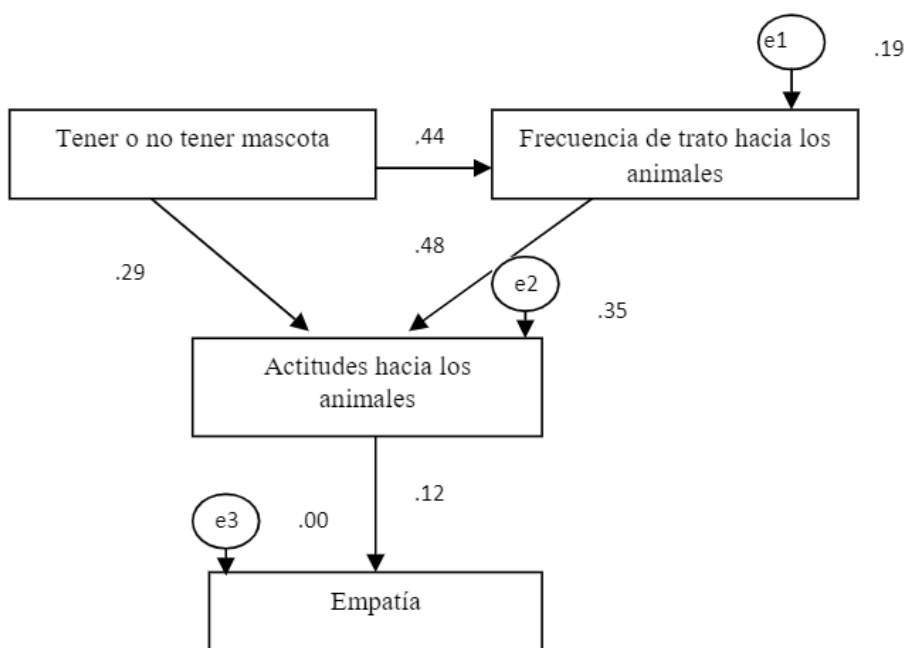 e1
.19
Tener o no tener mascota
,44
Frecuencia de trato hacia los
animales
.29
.48
e2
.35
Actitudes hacia los
animales
.12
e3
.00
Empatía